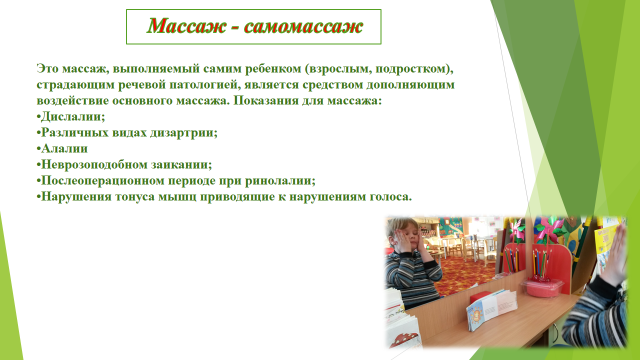 Массаж - самомассаж
Это массаж, выполняемый самим ребенком (взрослым, подростком),
страдающим речевой патологией, является средством дополняющим
воздействие основного массажа. Показания для массажа:
•Дислалии;
•Различных видах дизартрии;
•Алалии
•Неврозоподобном заикании;
•Послеоперационном периоде при ринолалии;
•Нарушения тонуса мышц приводящие к нарушениям голоса.